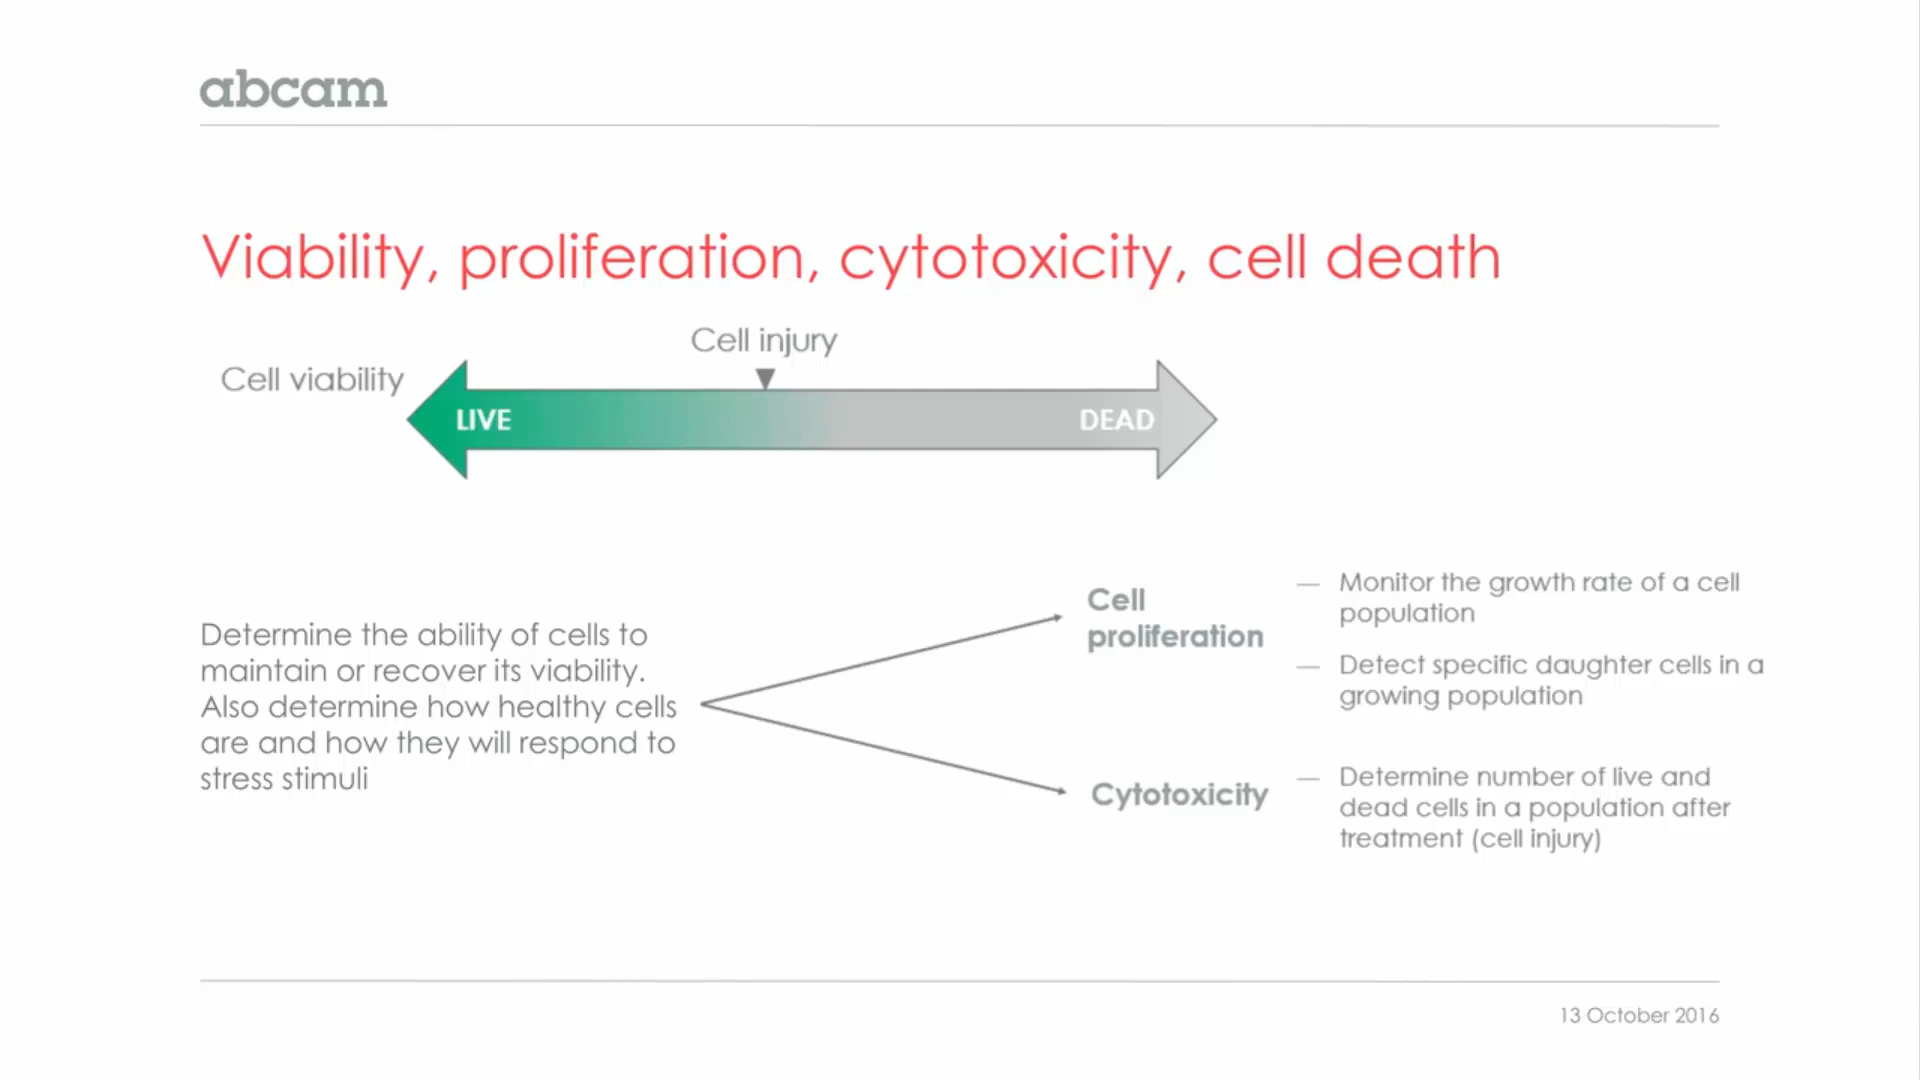 abcam
Viability, proliferation, cytotoxicity, cell death
Cell injury
Cell viability
LIVE
DEAD
Determine the ability of cells to
maintain or recover its viability.
Also determine how healthy cells
are and how they will respond to
stress stimuli
Cell
proliferation
— Monitor the growth rate of a cell
population
— Detect specific daughter cells in a
growing population
Cytotoxicity
— Determine number of live and
dead cells in a population after
treatment (cell injury)
13 October 2016